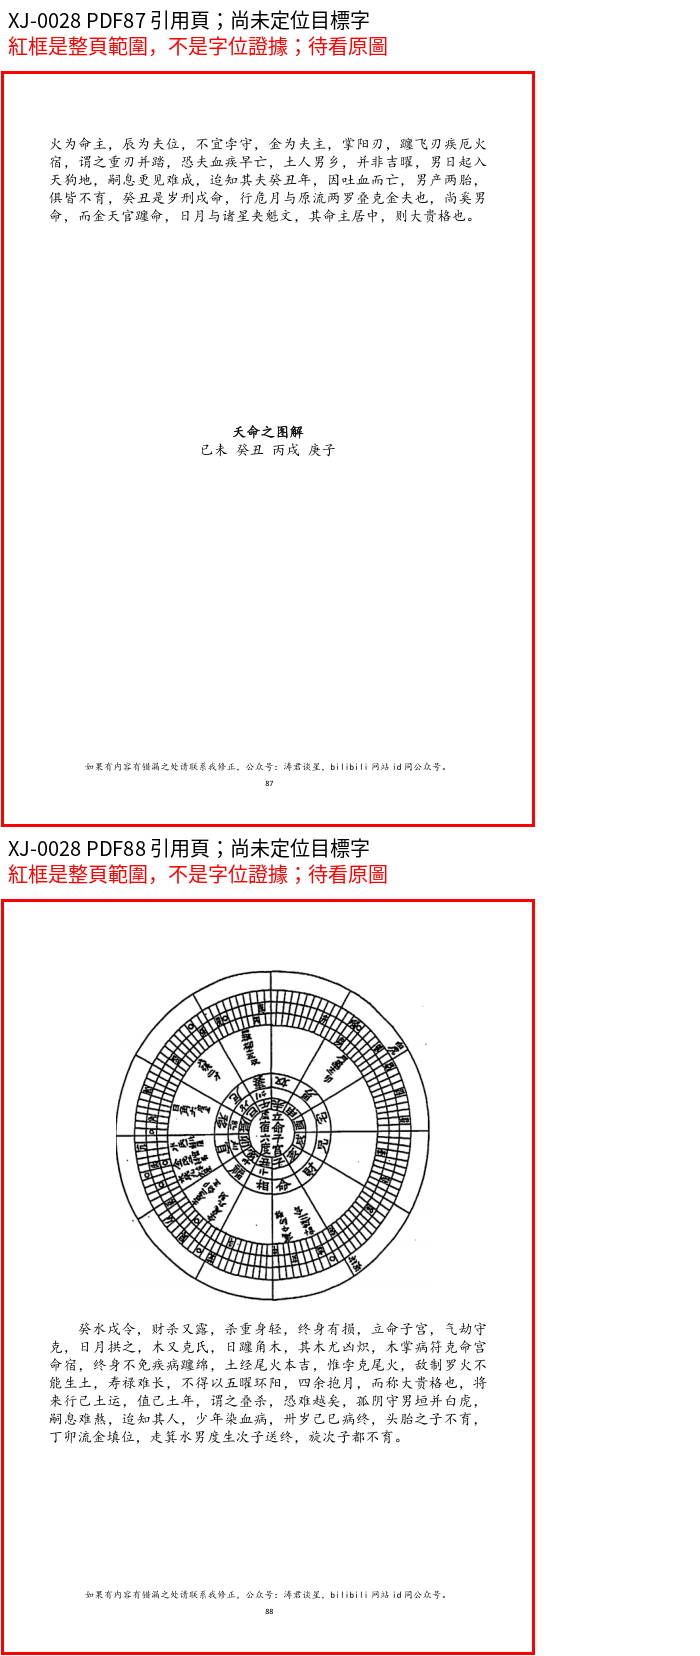 XJ-0028 PDF87 引用頁；尚未定位目標字
紅框是整頁範圍，不是字位證據；待看原圖
火为命主，辰为夫位，不宜孛守，金为夫主，掌阳刃，躔飞刃疾厄火
宿，谓之重刃并踏，恐夫血疾早亡，土人男乡，并非吉曜，男日起入
天狗地，嗣息更见难成，迨知其夫癸丑年，因吐血而亡，男产两胎，
俱皆不育，癸丑是岁刑戌命，行危月与原流两罗叠克金夫也，尚奚男
命，而金天官躔命，日月与诸星夹魁文，其命主居中，则大贵格也。
天命之图解
已未 癸丑 丙戌 庚子
如果有内容有错漏之处请联系我修正，公众号：涛君谈星，bilibili 网站 id 同公众号。
87
XJ-0028 PDF88 引用頁；尚未定位目標字
紅框是整頁範圍，不是字位證據；待看原圖
立命子宫
女
男
兄
財
命
癸水戌令，财杀又露，杀重身轻，终身有损，立命子宫，气劫守
克，日月拱之，木又克氏，日躔角木，其木尤凶炽，木掌病符克命宫
命宿，终身不免疾病躔绵，土经尾火本吉，惟孛克尾火，敌制罗火不
能生土，寿禄难长，不得以五曜环阳，四余抱月，而称大贵格也，将
来行己土运，值己土年，谓之叠杀，恐难越矣，孤阴守男垣并白虎，
嗣息难熬，迨知其人，少年染血病，卅岁己巳病终，头胎之子不育，
丁卯流金填位，走箕水男度生次子送终，旋次子都不育。
如果有内容有错漏之处请联系我修正，公众号：涛君谈星，bilibili 网站 id 同公众号。
88